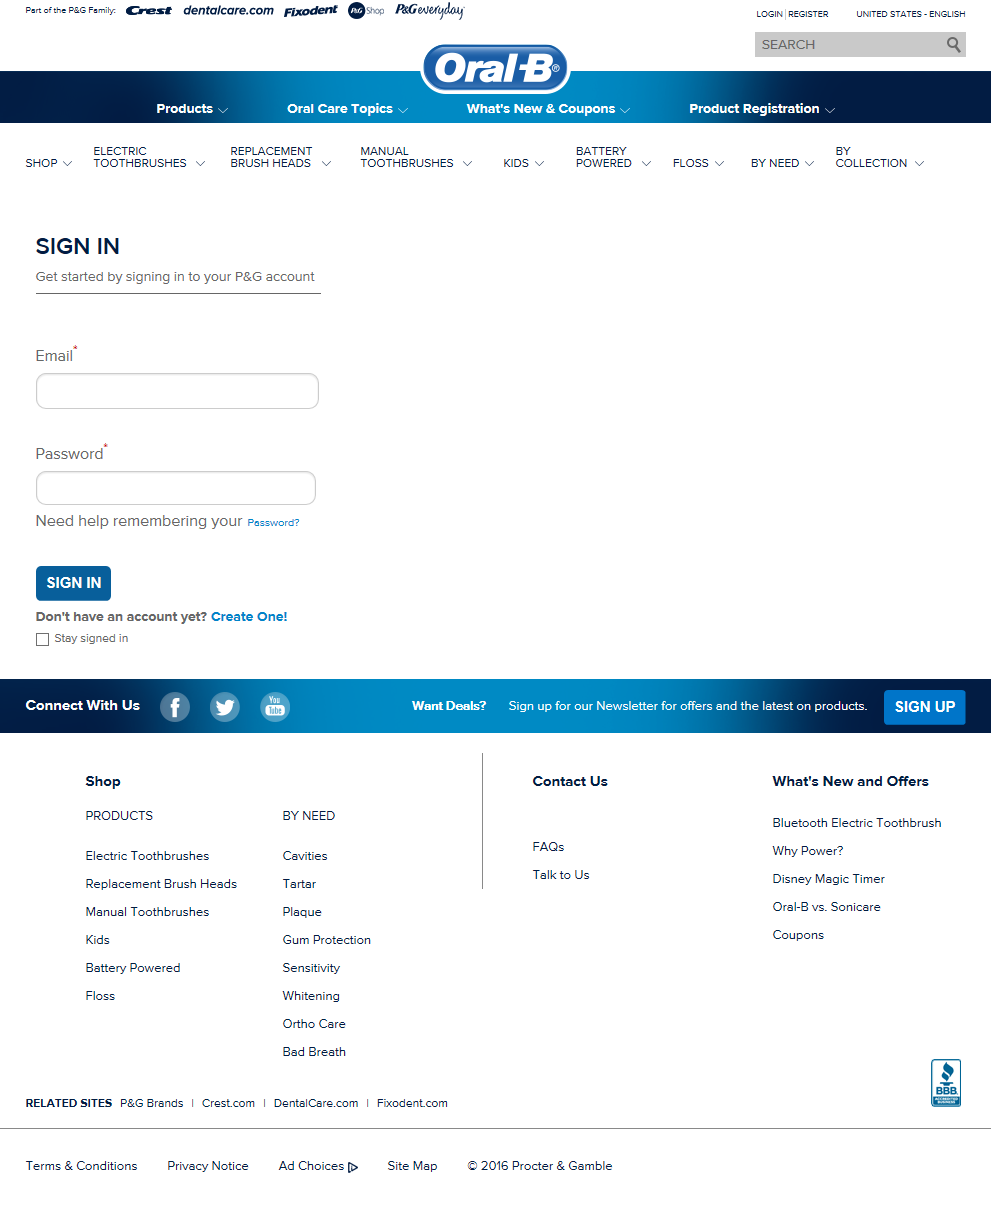 Part of the P&G Family: Crest dentalcare.com Fixodent P&G Shop P&G everyday
LOGIN | REGISTER UNITED STATES - ENGLISH
SEARCH
Oral-B®
Products Oral Care Topics What's New & Coupons Product Registration
SHOP ELECTRIC TOOTHBRUSHES REPLACEMENT BRUSH HEADS MANUAL TOOTHBRUSHES KIDS BATTERY POWERED FLOSS BY NEED BY COLLECTION
SIGN IN
Get started by signing in to your P&G account
Email*
Password*
Need help remembering your Password?
SIGN IN
Don't have an account yet? Create One!
Stay signed in
Connect With Us You Tube Want Deals? Sign up for our Newsletter for offers and the latest on products. SIGN UP
Shop
PRODUCTS
Electric Toothbrushes
Replacement Brush Heads
Manual Toothbrushes
Kids
Battery Powered
Floss
BY NEED
Cavities
Tartar
Plaque
Gum Protection
Sensitivity
Whitening
Ortho Care
Bad Breath
Contact Us
FAQs
Talk to Us
What's New and Offers
Bluetooth Electric Toothbrush
Why Power?
Disney Magic Timer
Oral-B vs. Sonicare
Coupons
BBB
ACCREDITED BUSINESS
RELATED SITES P&G Brands | Crest.com | DentalCare.com | Fixodent.com
Terms & Conditions Privacy Notice Ad Choices Site Map © 2016 Procter & Gamble